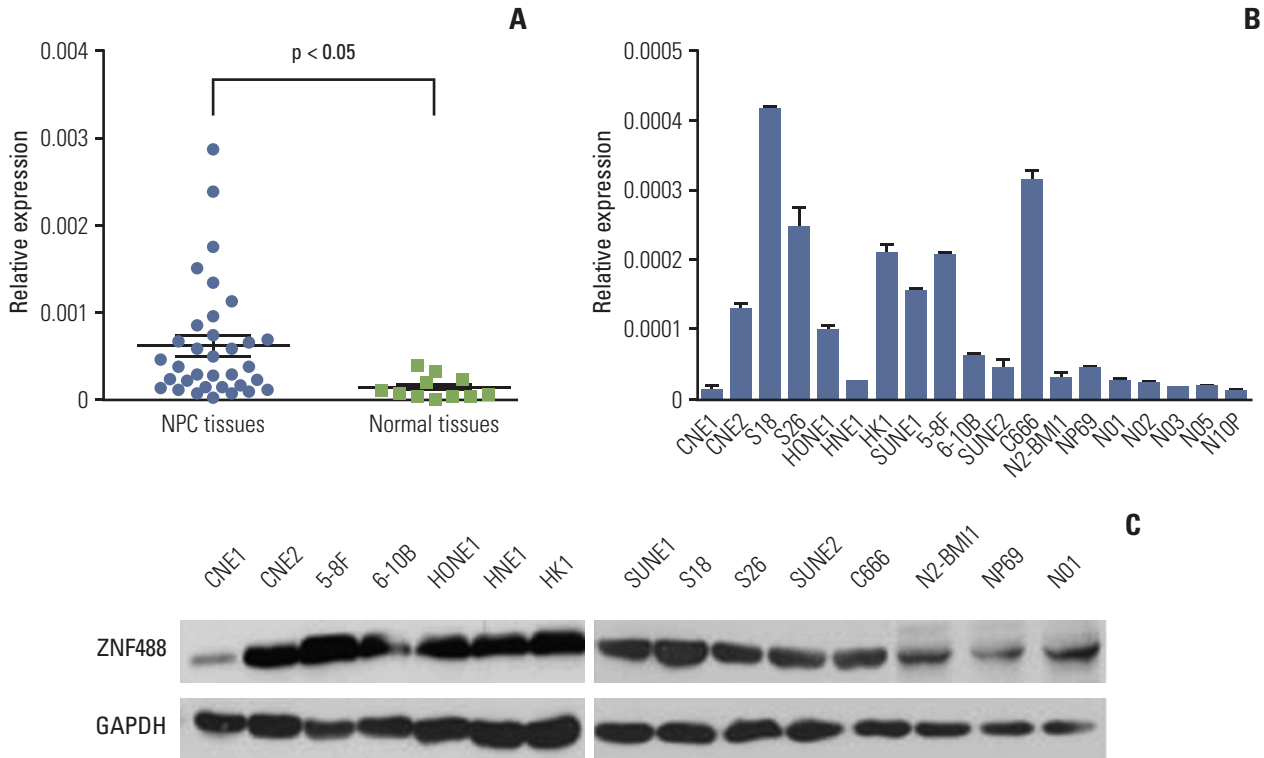 A
0.004
0.003
0.002
0.001
0
Relative expression
p < 0.05
NPC tissues
Normal tissues
B
0.0005
0.0004
0.0003
0.0002
0.0001
0
Relative expression
CNE1
CNE2
S18
S26
HONE1
HNE1
HK1
SUNE1
5-8F
6-10B
SUNE2
C666
N2-BMI1
NP69
N01
N02
N03
N05
N10P
C
CNE1
CNE2
5-8F
6-10B
HONE1
HNE1
HK1
SUNE1
S18
S26
SUNE2
C666
N2-BMI1
NP69
N01
ZNF488
GAPDH